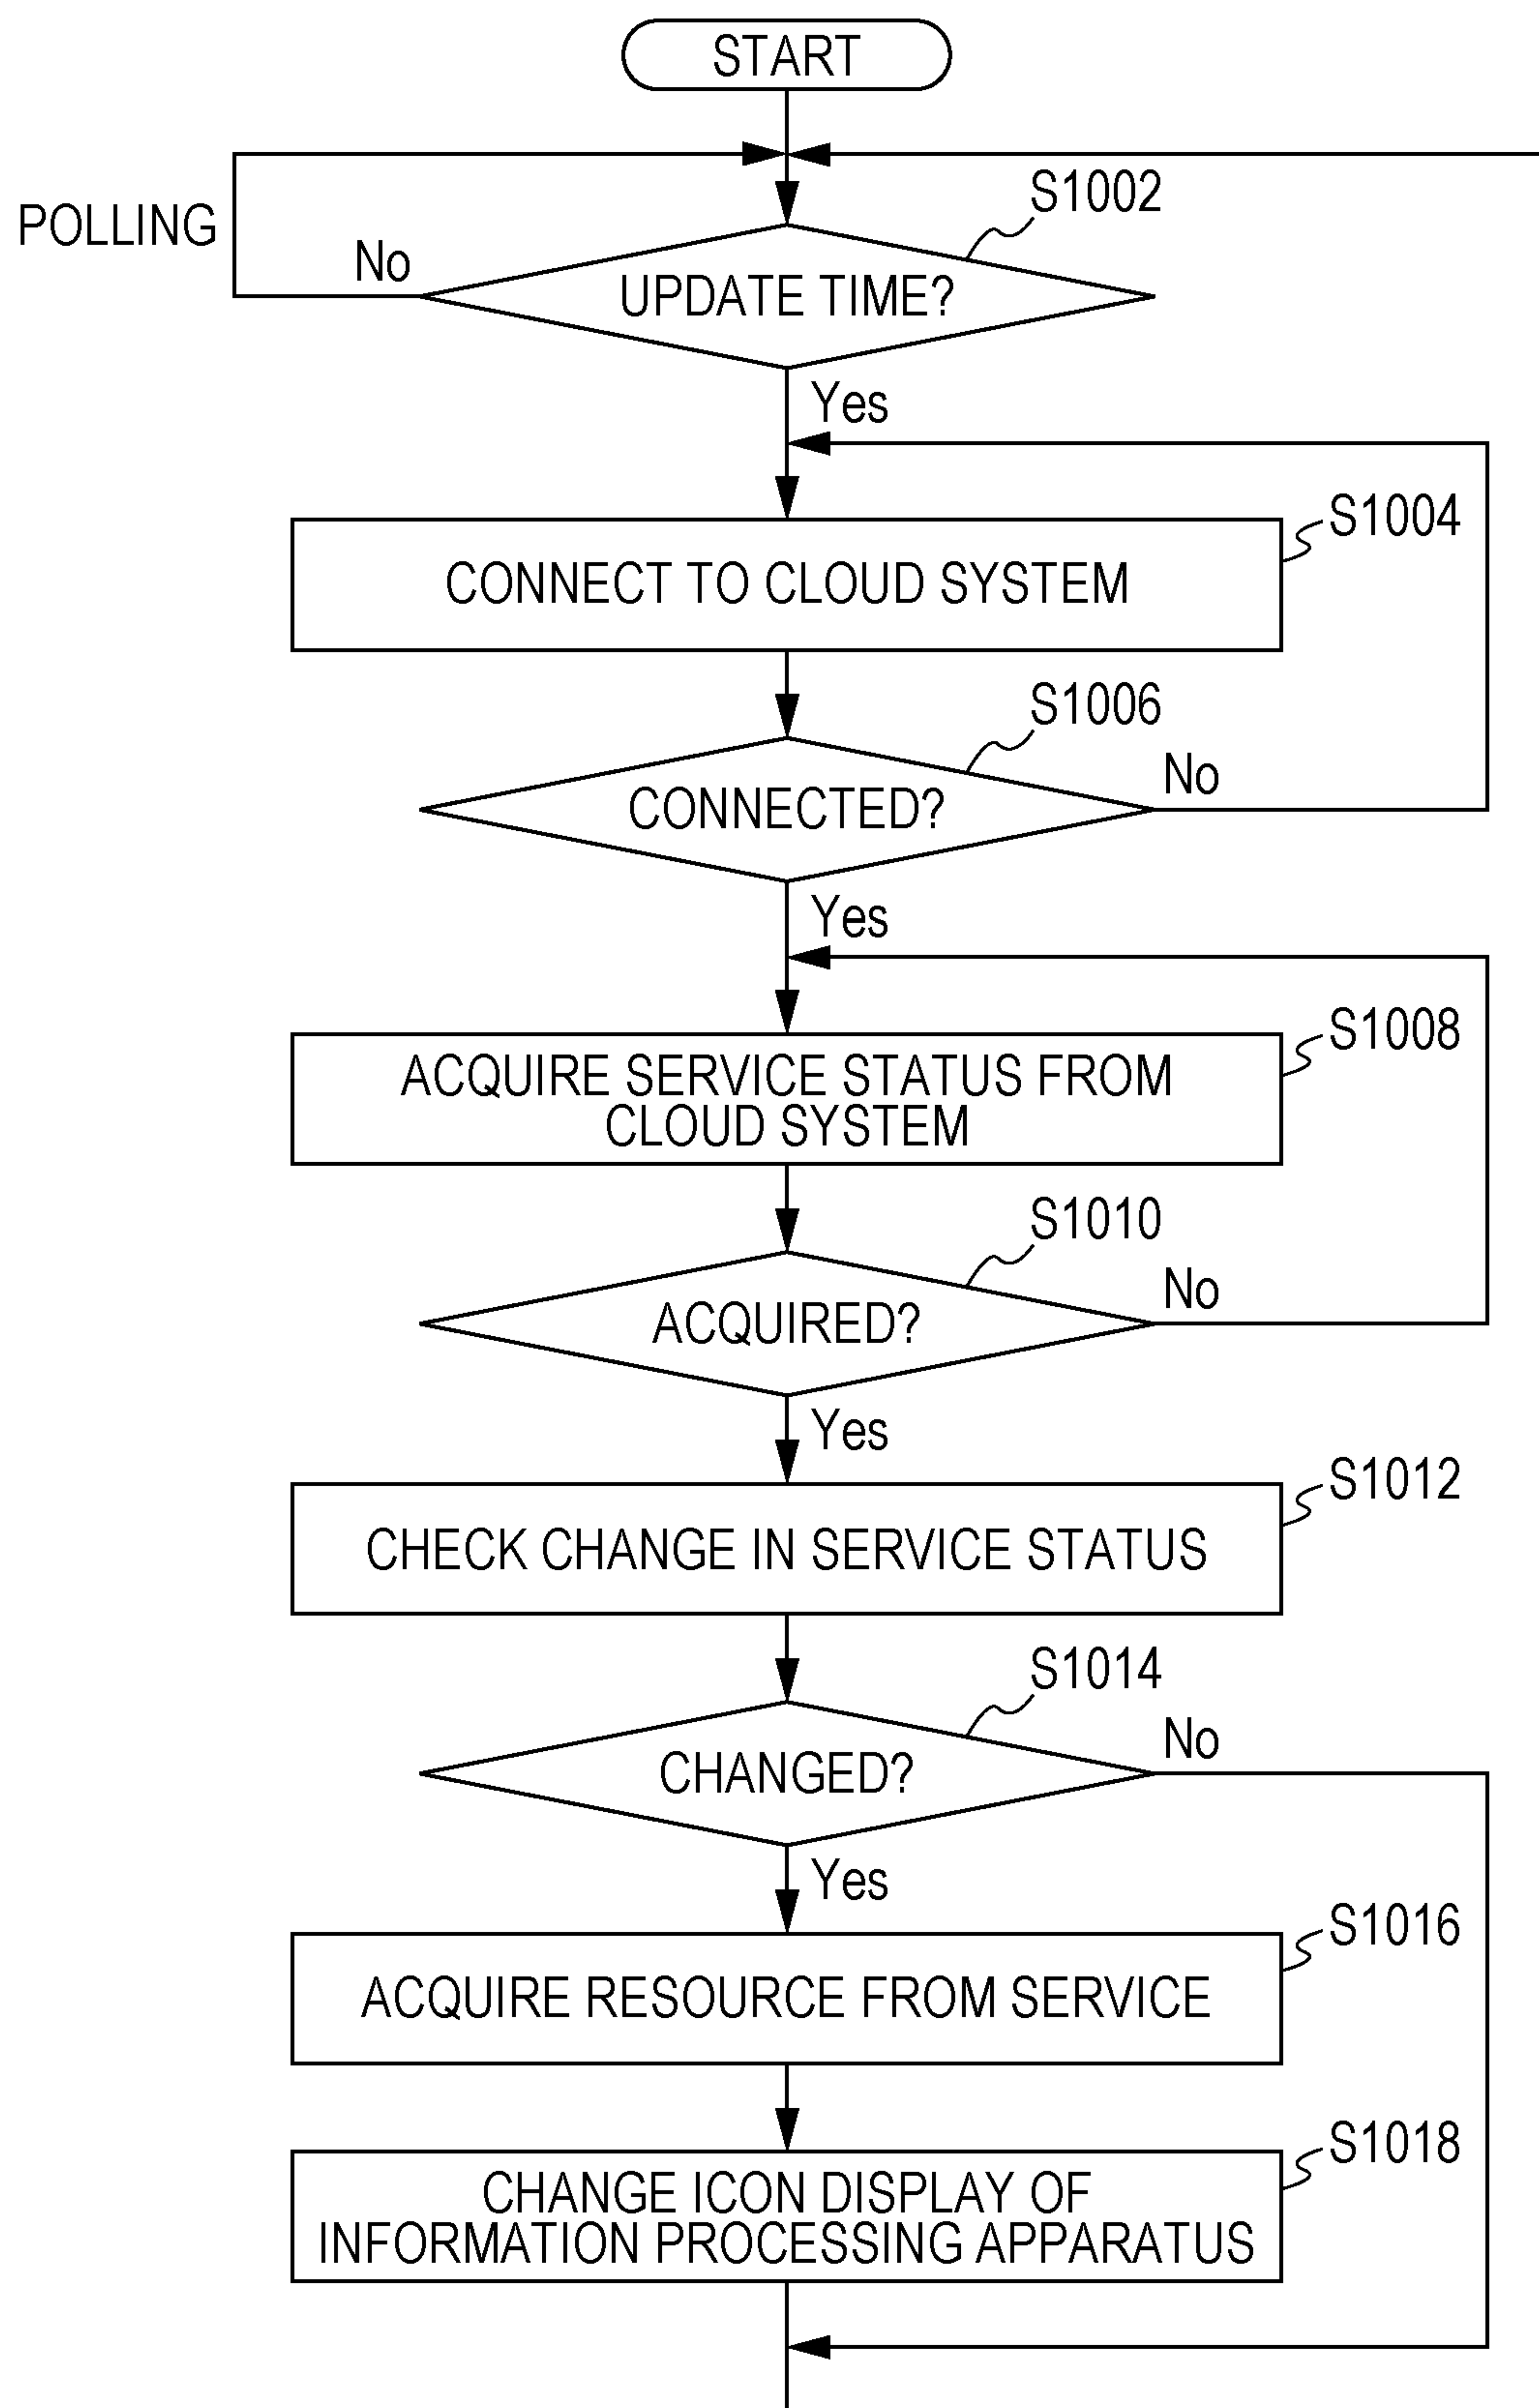 START
POLLING
No
S1002
UPDATE TIME?
Yes
S1004
CONNECT TO CLOUD SYSTEM
S1006
CONNECTED?
No
Yes
S1008
ACQUIRE SERVICE STATUS FROM
CLOUD SYSTEM
S1010
ACQUIRED?
No
Yes
S1012
CHECK CHANGE IN SERVICE STATUS
S1014
CHANGED?
No
Yes
S1016
ACQUIRE RESOURCE FROM SERVICE
S1018
CHANGE ICON DISPLAY OF
INFORMATION PROCESSING APPARATUS